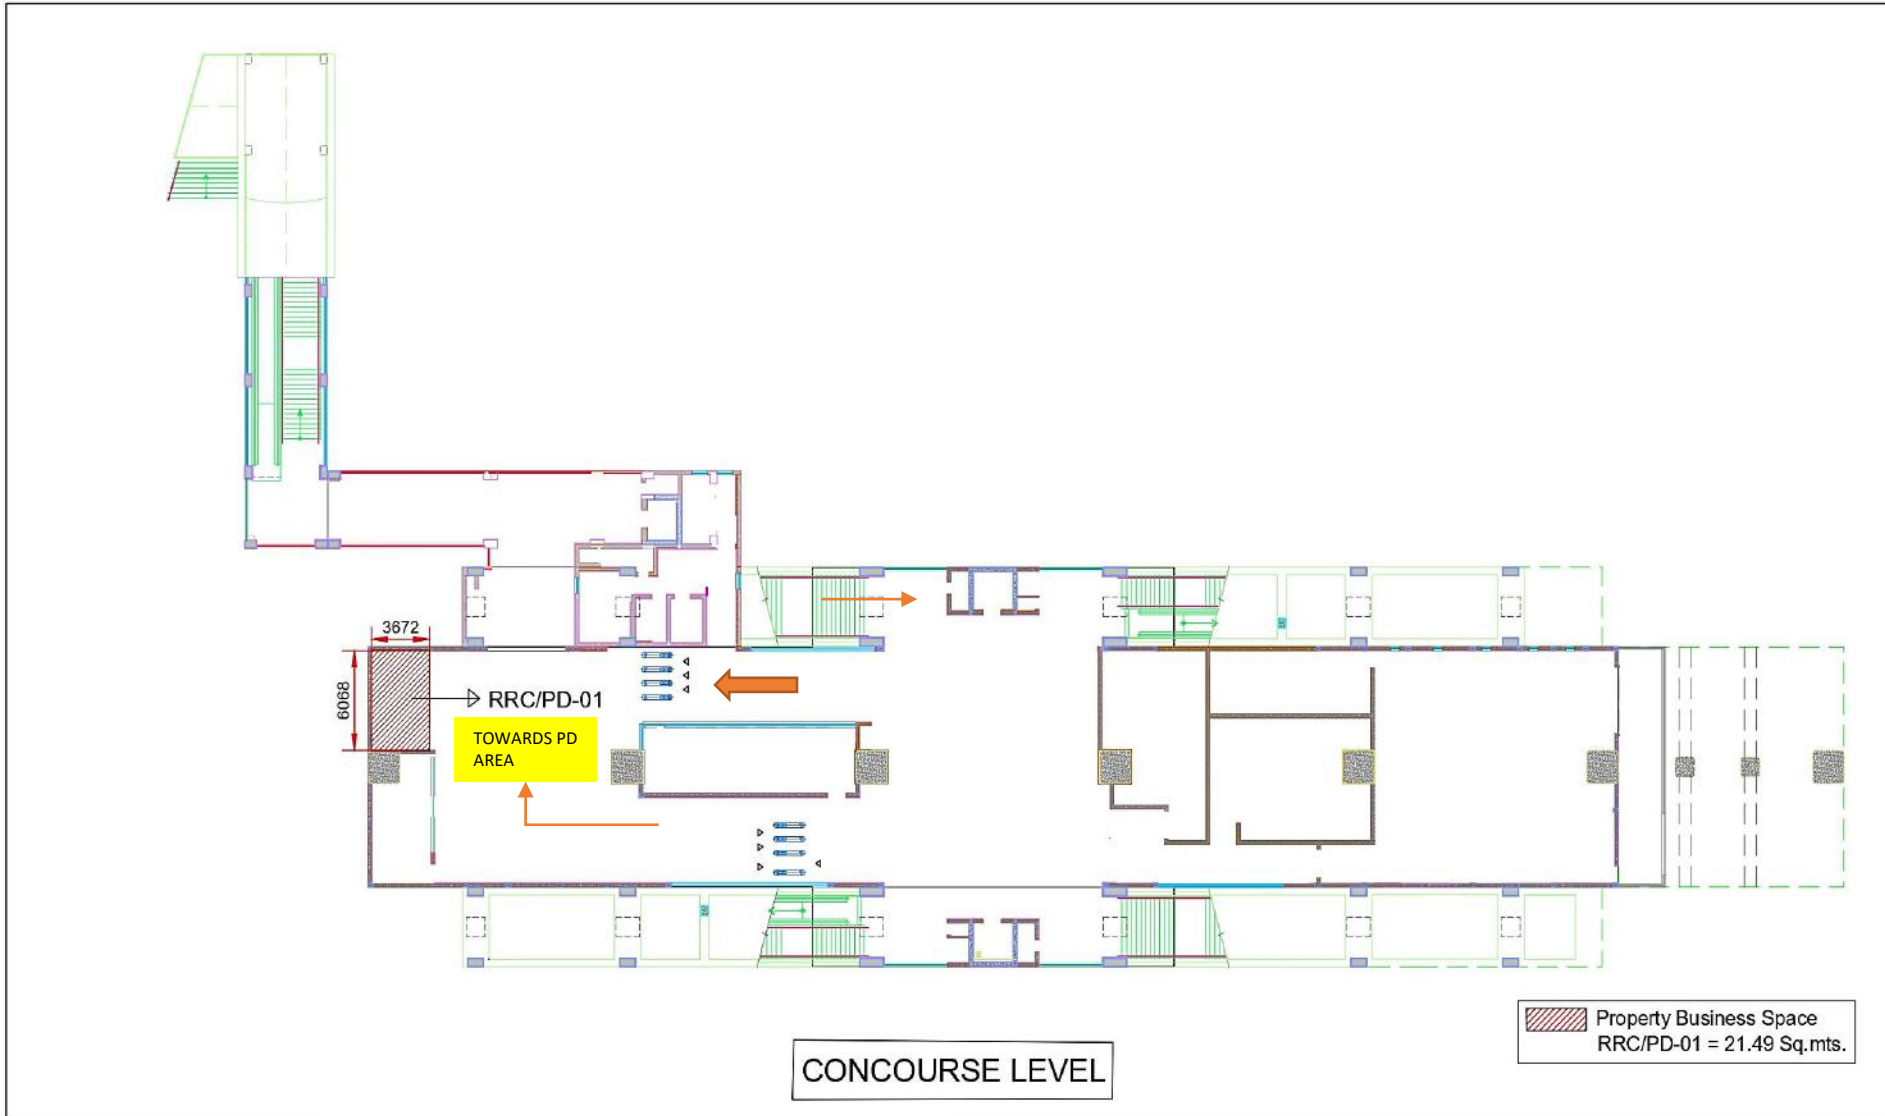 3672
6068
RRC/PD-01
TOWARDS PD
AREA
Property Business Space
RRC/PD-01 = 21.49 Sq.mts.
CONCOURSE LEVEL